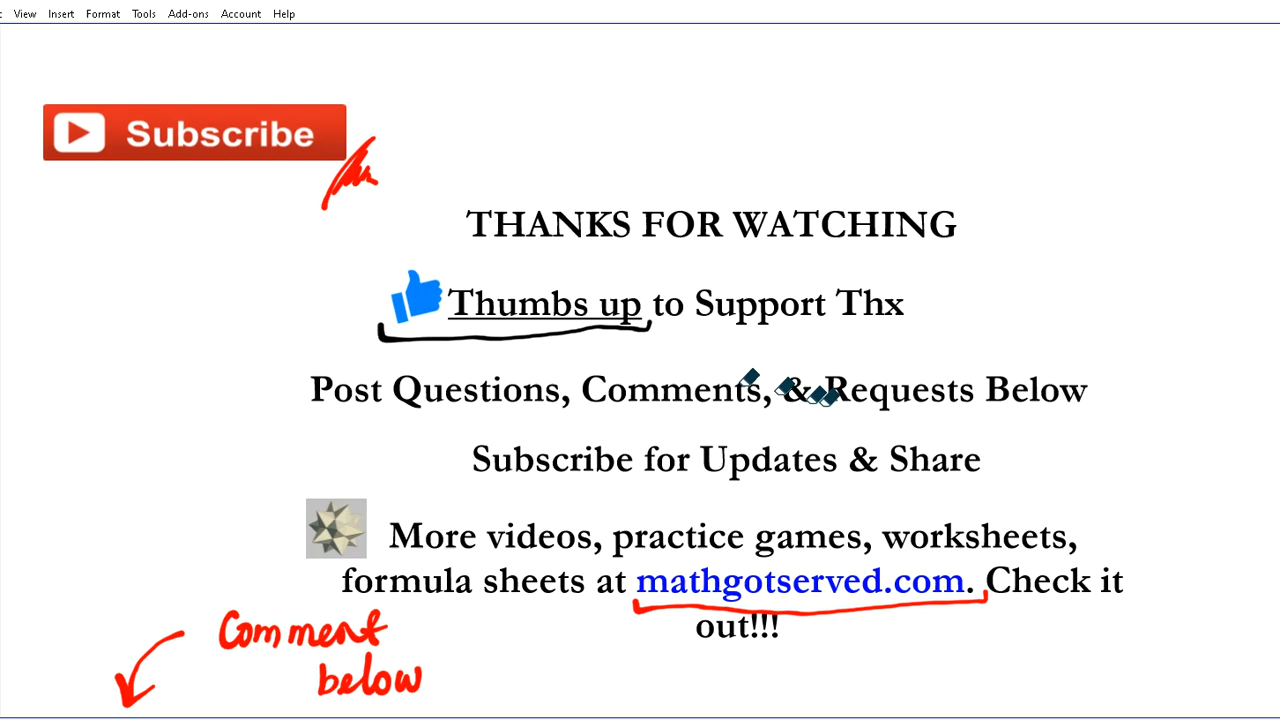 View Insert Format Tools Add-ons Account Help
Subscribe
THANKS FOR WATCHING
Thumbs up to Support Thx
Post Questions, Comments, & Requests Below
Subscribe for Updates & Share
More videos, practice games, worksheets,
formula sheets at mathgotserved.com. Check it
out!!!
Comment
below